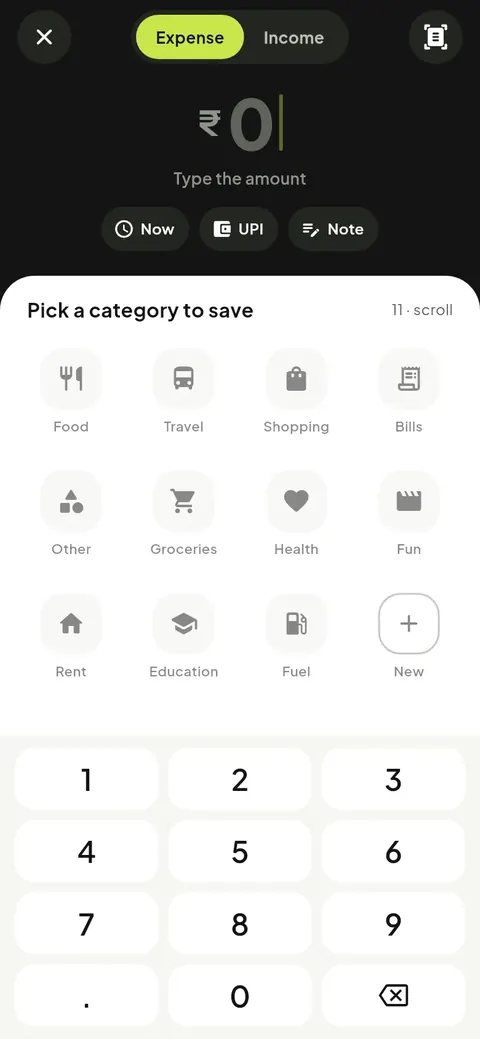 Expense Income
₹ 0
Type the amount
Now UPI Note
Pick a category to save 11 · scroll
Food Travel Shopping Bills
Other Groceries Health Fun
Rent Education Fuel New
1 2 3
4 5 6
7 8 9
. 0